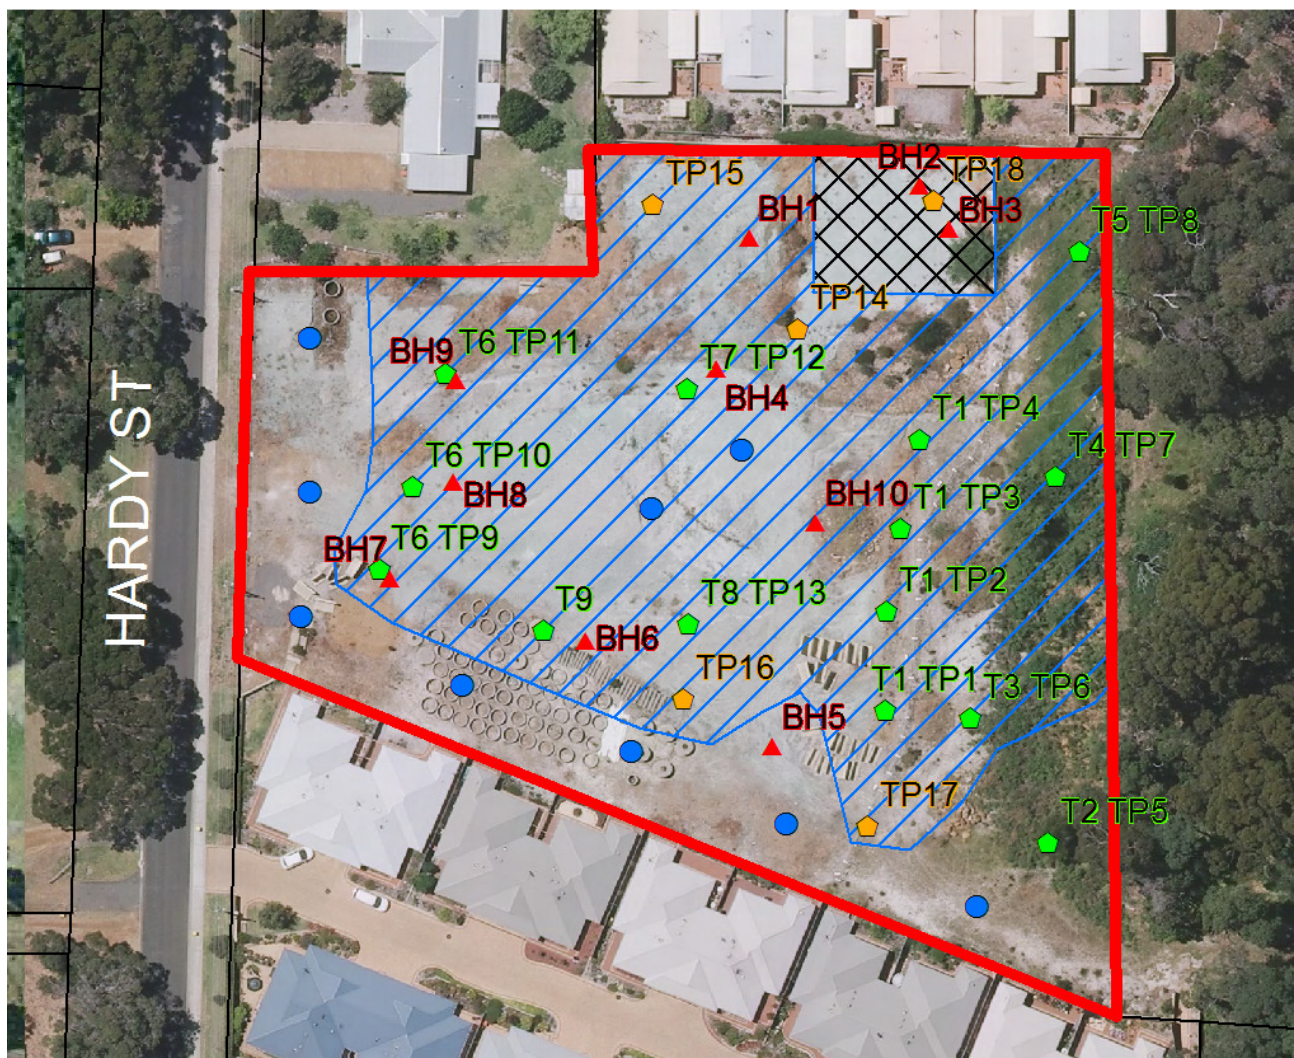 BH2
TP18
TP15
BH1
BH3
T5 TP8
TP14
T6 TP11
BH9
T7 TP12
BH4
T1 TP4
T4 TP7
T6 TP10
BH8
BH10
T1 TP3
T6 TP9
BH7
HARDY ST
T1 TP2
T9
T8 TP13
BH6
TP16
T1 TP1
T3 TP6
BH5
TP17
T2 TP5